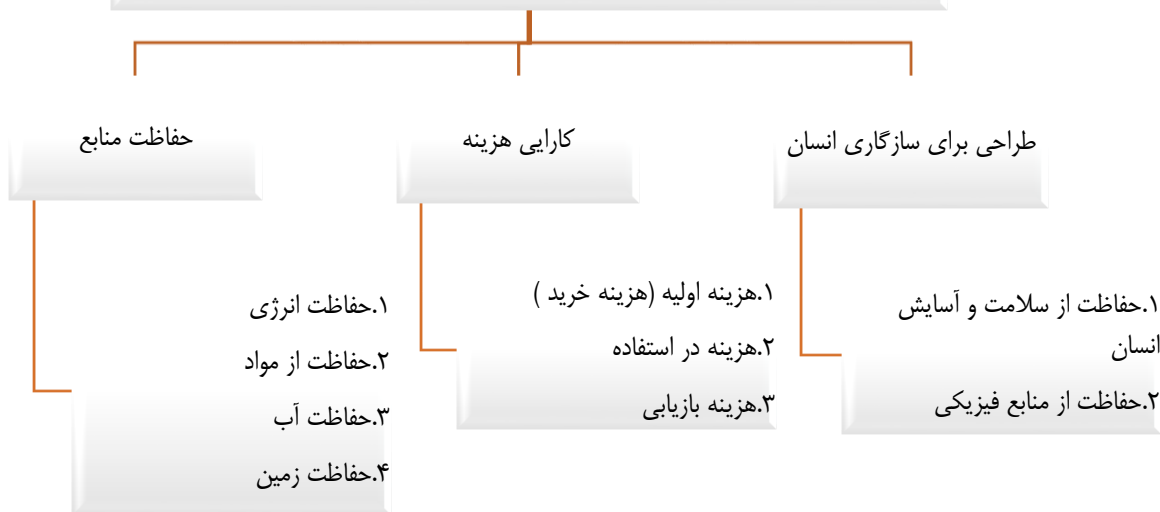 طراحی برای سازگاری انسان
کارایی هزینه
حفاظت منابع
۱.حفاظت از سلامت و آسایش
انسان
۲.حفاظت از منابع فیزیکی
۱.هزینه اولیه (هزینه خرید )
۲.هزینه در استفاده
۳.هزینه بازیابی
۱.حفاظت انرژی
۲.حفاظت از مواد
۳.حفاظت آب
۴.حفاظت زمین